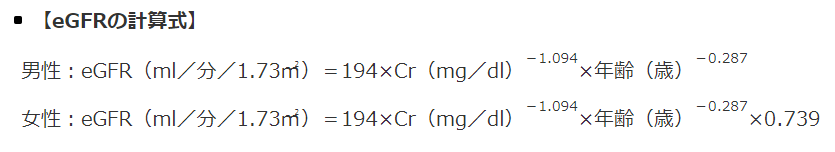 • 【eGFRの計算式】
男性：eGFR（ml／分／1.73㎡）＝194×Cr（mg／dl）－1.094×年齢（歳）－0.287
女性：eGFR（ml／分／1.73㎡）＝194×Cr（mg／dl）－1.094×年齢（歳）－0.287×0.739